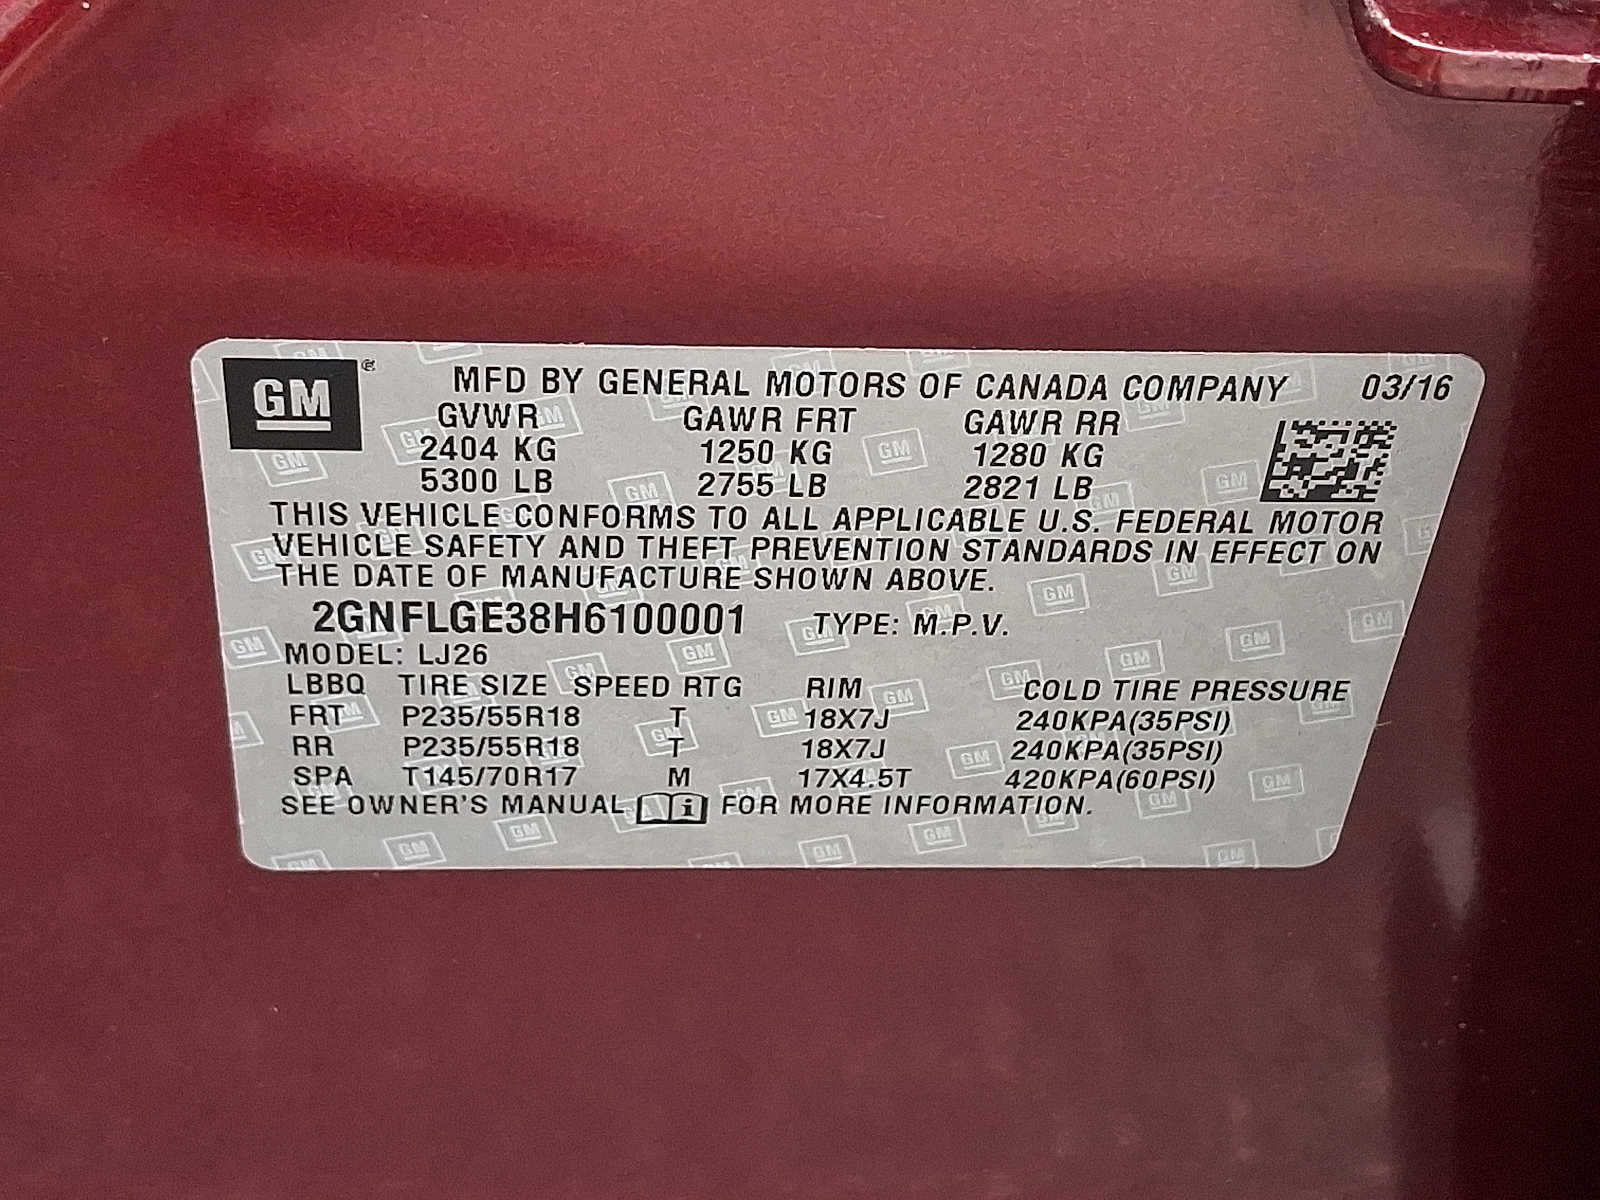 GM
MFD BY GENERAL MOTORS OF CANADA COMPANY 03/16
GVWR GAWR FRT GAWR RR
2404 KG 1250 KG 1280 KG
5300 LB 2755 LB 2821 LB
THIS VEHICLE CONFORMS TO ALL APPLICABLE U.S. FEDERAL MOTOR
VEHICLE SAFETY AND THEFT PREVENTION STANDARDS IN EFFECT ON
THE DATE OF MANUFACTURE SHOWN ABOVE.
2GNFLGE38H6100001 TYPE: M.P.V.
MODEL: LJ26
LBBQ TIRE SIZE SPEED RTG RIM COLD TIRE PRESSURE
FRT P235/55R18 T 18X7J 240KPA(35PSI)
RR P235/55R18 T 18X7J 240KPA(35PSI)
SPA T145/70R17 M 17X4.5T 420KPA(60PSI)
SEE OWNER'S MANUAL i FOR MORE INFORMATION.